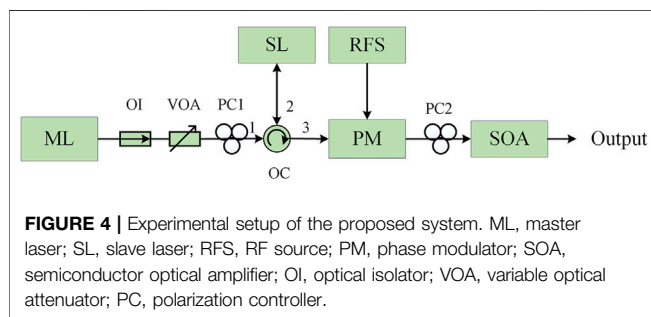 SL
RFS
OI
VOA
PC1
PC2
2
1
3
ML
PM
SOA
Output
OC
FIGURE 4 | Experimental setup of the proposed system. ML, master
laser; SL, slave laser; RFS, RF source; PM, phase modulator; SOA,
semiconductor optical amplifier; OI, optical isolator; VOA, variable optical
attenuator; PC, polarization controller.